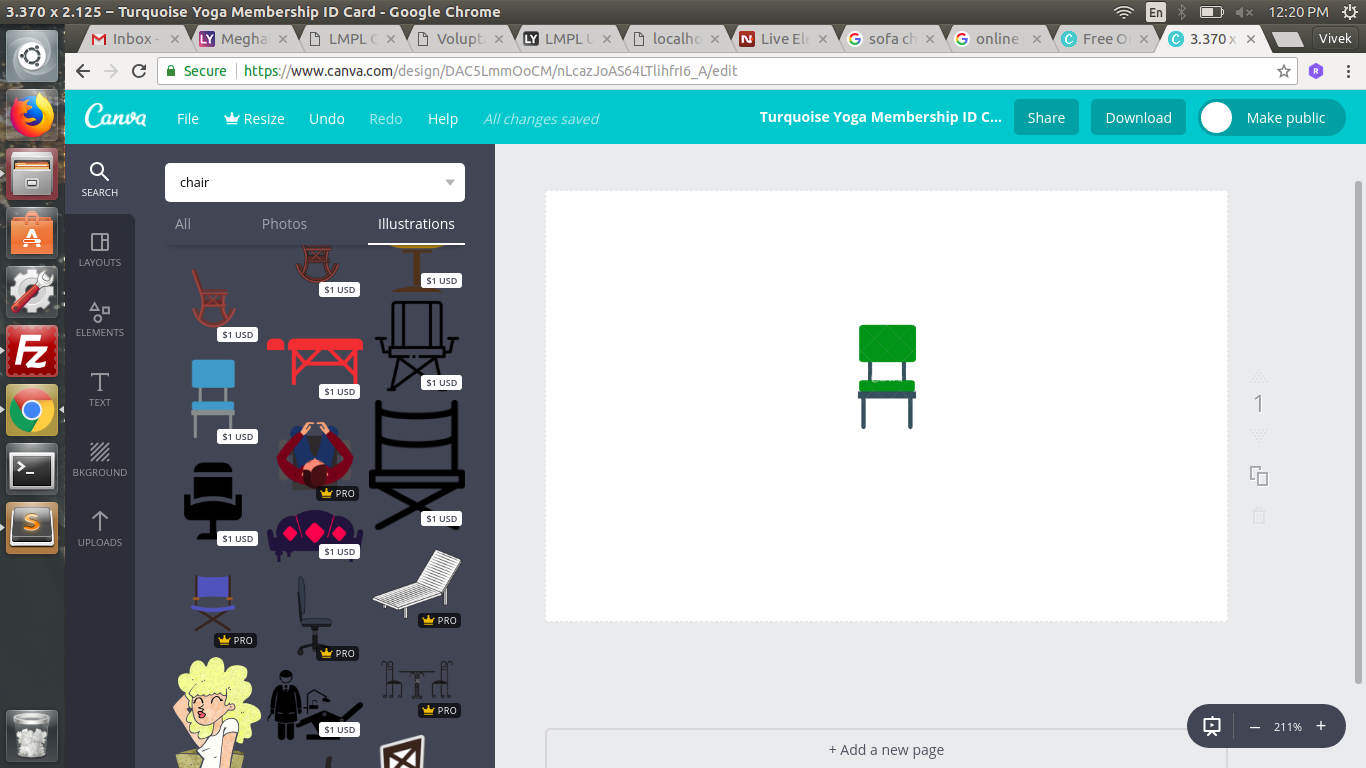 3.370 x 2.125 – Turquoise Yoga Membership ID Card - Google Chrome
En
12:20 PM
Inbox -
Megha
LMPL C
Volupt
LMPL U
localho
Live El
sofa ch
online
Free O
3.370 x
Vivek
Secure
https://www.canva.com/design/DAC5LmmOoCM/nLcazJoAS64LTlihfrI6_A/edit
Canva
File
Resize
Undo
Redo
Help
All changes saved
Turquoise Yoga Membership ID C...
Share
Download
Make public
SEARCH
LAYOUTS
ELEMENTS
TEXT
BKGROUND
UPLOADS
chair
All
Photos
Illustrations
$1 USD
$1 USD
$1 USD
$1 USD
$1 USD
$1 USD
PRO
$1 USD
$1 USD
$1 USD
PRO
PRO
PRO
PRO
$1 USD
1
+ Add a new page
– 211% +